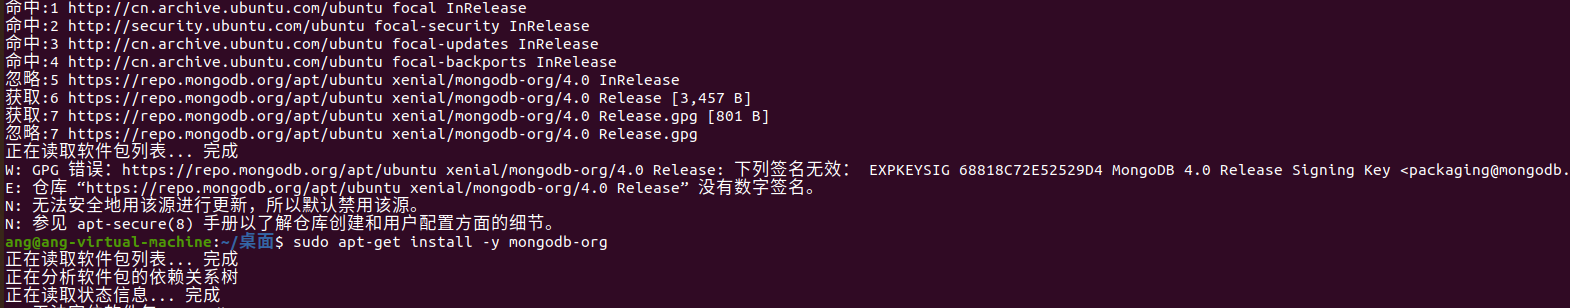 命中:1 http://cn.archive.ubuntu.com/ubuntu focal InRelease
命中:2 http://security.ubuntu.com/ubuntu focal-security InRelease
命中:3 http://cn.archive.ubuntu.com/ubuntu focal-updates InRelease
命中:4 http://cn.archive.ubuntu.com/ubuntu focal-backports InRelease
忽略:5 https://repo.mongodb.org/apt/ubuntu xenial/mongodb-org/4.0 InRelease
获取:6 https://repo.mongodb.org/apt/ubuntu xenial/mongodb-org/4.0 Release [3,457 B]
获取:7 https://repo.mongodb.org/apt/ubuntu xenial/mongodb-org/4.0 Release.gpg [801 B]
忽略:7 https://repo.mongodb.org/apt/ubuntu xenial/mongodb-org/4.0 Release.gpg
正在读取软件包列表... 完成
W: GPG 错误：https://repo.mongodb.org/apt/ubuntu xenial/mongodb-org/4.0 Release: 下列签名无效： EXPKEYSIG 68818C72E52529D4 MongoDB 4.0 Release Signing Key <packaging@mongodb.
E: 仓库 “https://repo.mongodb.org/apt/ubuntu xenial/mongodb-org/4.0 Release” 没有数字签名。
N: 无法安全地用该源进行更新，所以默认禁用该源。
N: 参见 apt-secure(8) 手册以了解仓库创建和用户配置方面的细节。
ang@ang-virtual-machine:~/桌面$ sudo apt-get install -y mongodb-org
正在读取软件包列表... 完成
正在分析软件包的依赖关系树
正在读取状态信息... 完成